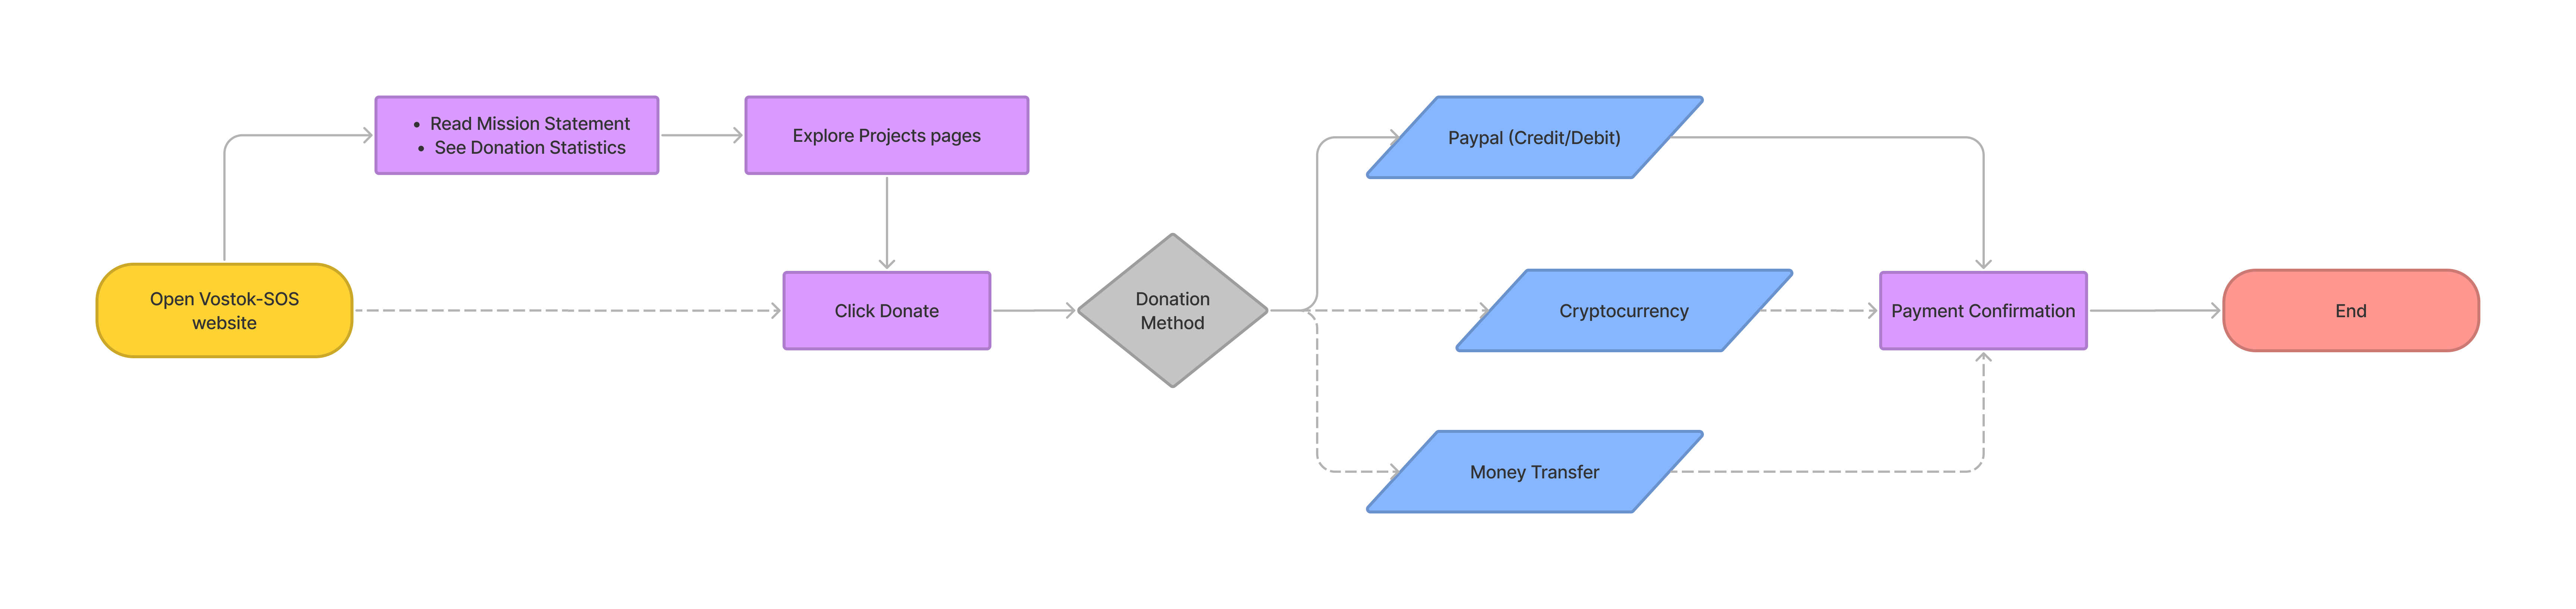 • Read Mission Statement
• See Donation Statistics
Explore Projects pages
Open Vostok-SOS
website
Click Donate
Donation
Method
Paypal (Credit/Debit)
Cryptocurrency
Money Transfer
Payment Confirmation
End